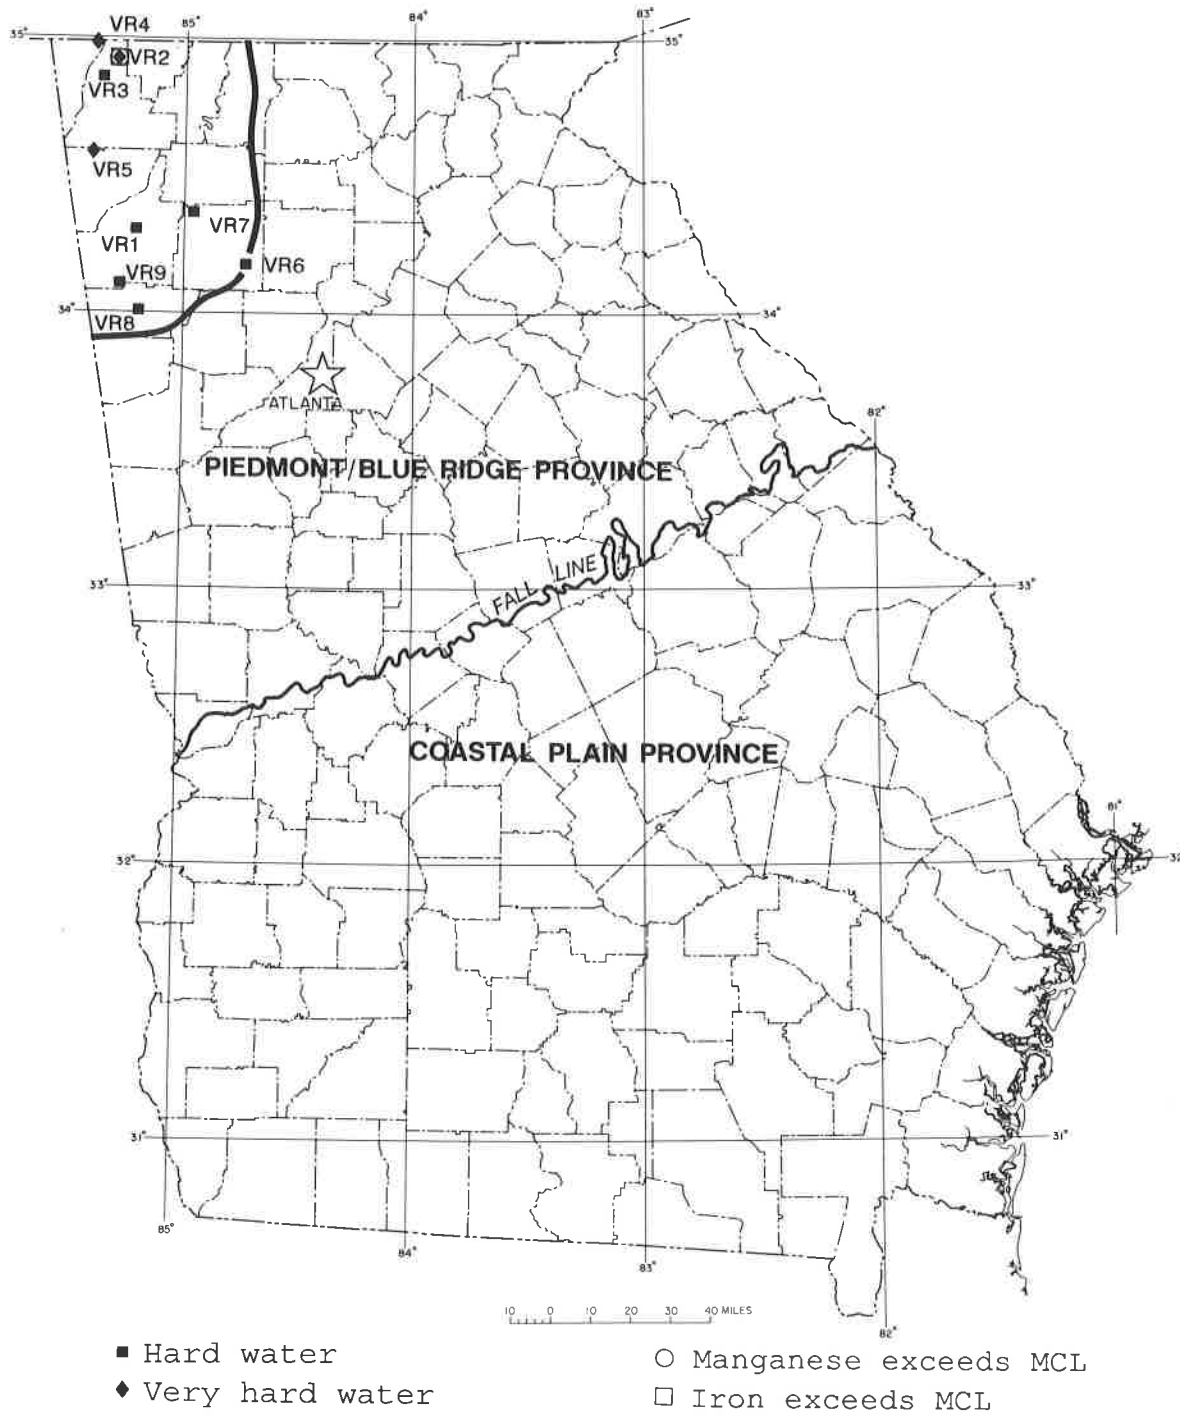 VR4
85°
84°
83°
35°
VR2
35°
VR3
VR5
VR7
VR1
VR6
VR9
34°
VR8
34°
ATLANTA
82°
PIEDMONT/BLUE RIDGE PROVINCE
FALL LINE
33°
33°
COASTAL PLAIN PROVINCE
81°
32°
32
31°
31°
85°
84°
83°
10 0 10 20 30 40 MILES
82°
Hard water
Manganese exceeds MCL
Very hard water
Iron exceeds MCL